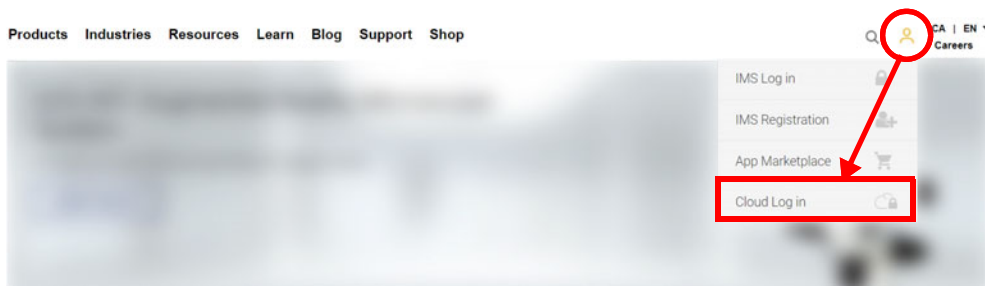 Products Industries Resources Learn Blog Support Shop
CA | EN
Careers
IMS Log in
IMS Registration
App Marketplace
Cloud Log in